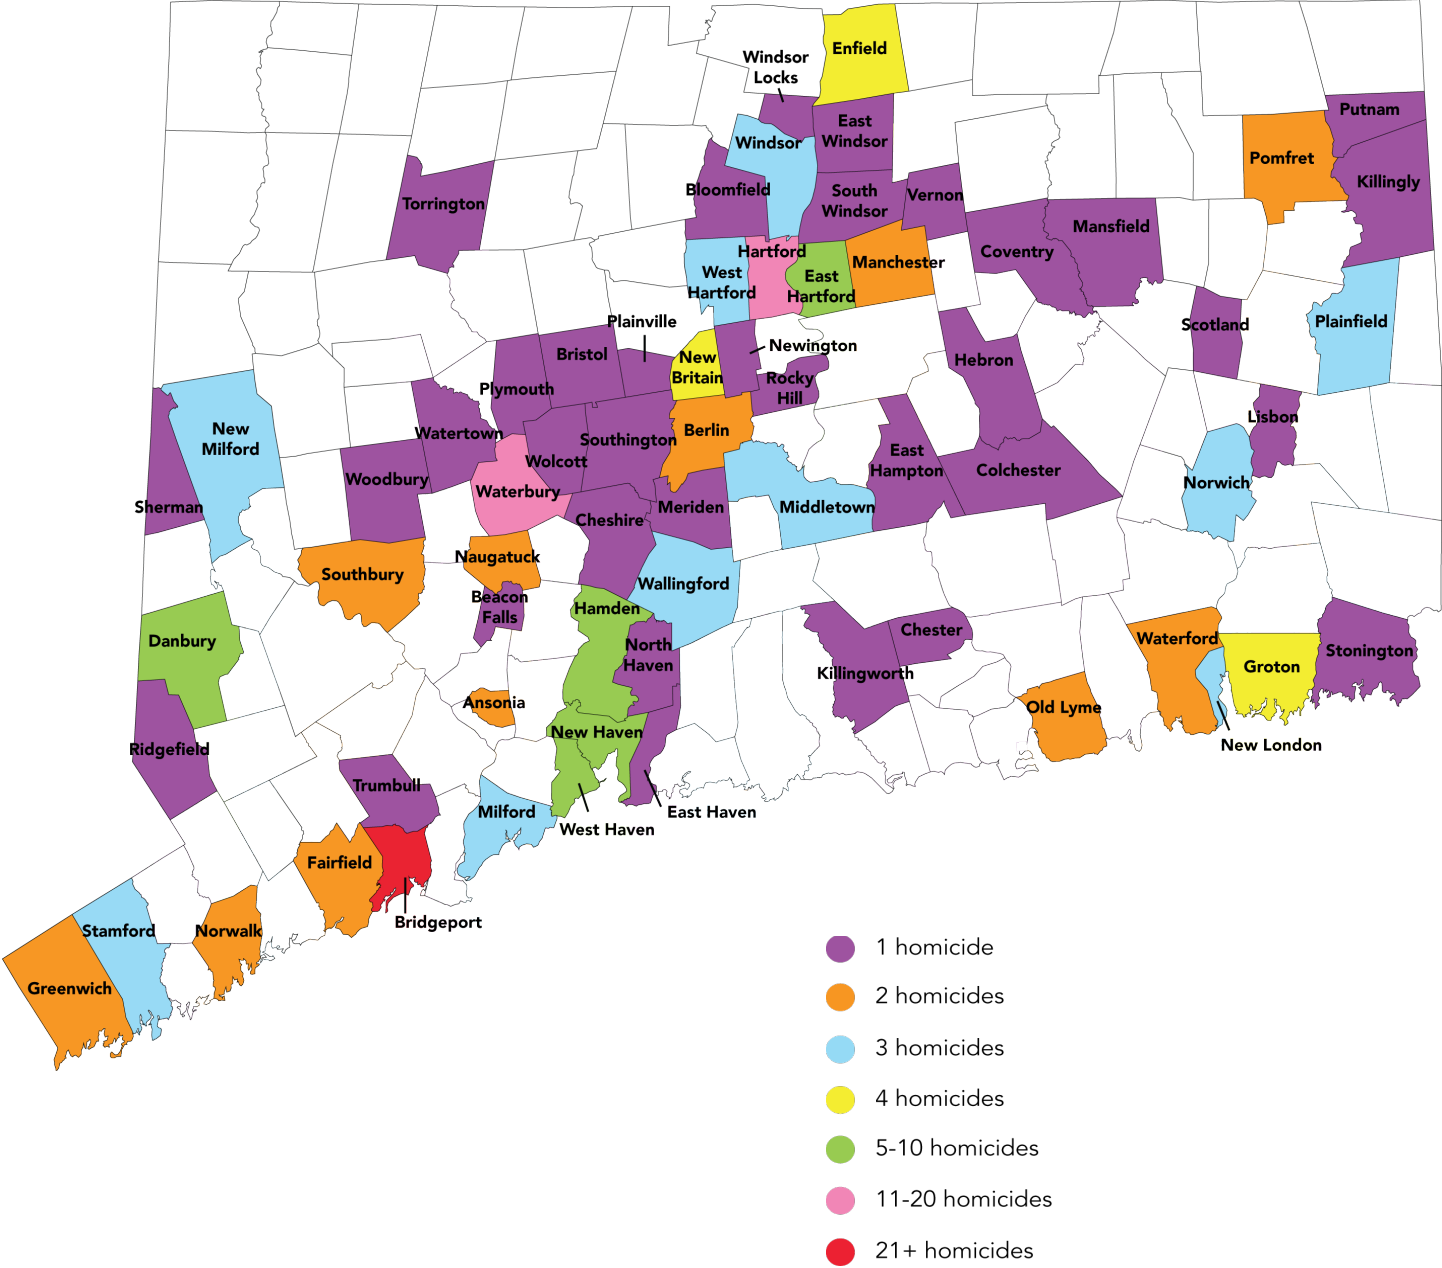 Enfield
Windsor
Locks
Putnam
East
Windsor
Windsor
Pomfret
Killingly
Bloomfield
South
Windsor
Vernon
Torrington
Mansfield
Coventry
Hartford
Manchester
West
Hartford
East
Hartford
Plainville
Scotland
Plainfield
Newington
Bristol
New
Britain
Hebron
Plymouth
Rocky
Hill
Lisbon
New
Milford
Watertown
Southington
Berlin
East
Hampton
Colchester
Wolcott
Woodbury
Waterbury
Norwich
Sherman
Meriden
Middletown
Cheshire
Naugatuck
Southbury
Wallingford
Beacon
Falls
Hamden
Chester
Danbury
North
Haven
Waterford
Stonington
Groton
Killingworth
Ansonia
Old Lyme
New Haven
New London
Ridgefield
Trumbull
Milford
East Haven
West Haven
Fairfield
Bridgeport
Stamford
Norwalk
Greenwich
1 homicide
2 homicides
3 homicides
4 homicides
5-10 homicides
11-20 homicides
21+ homicides